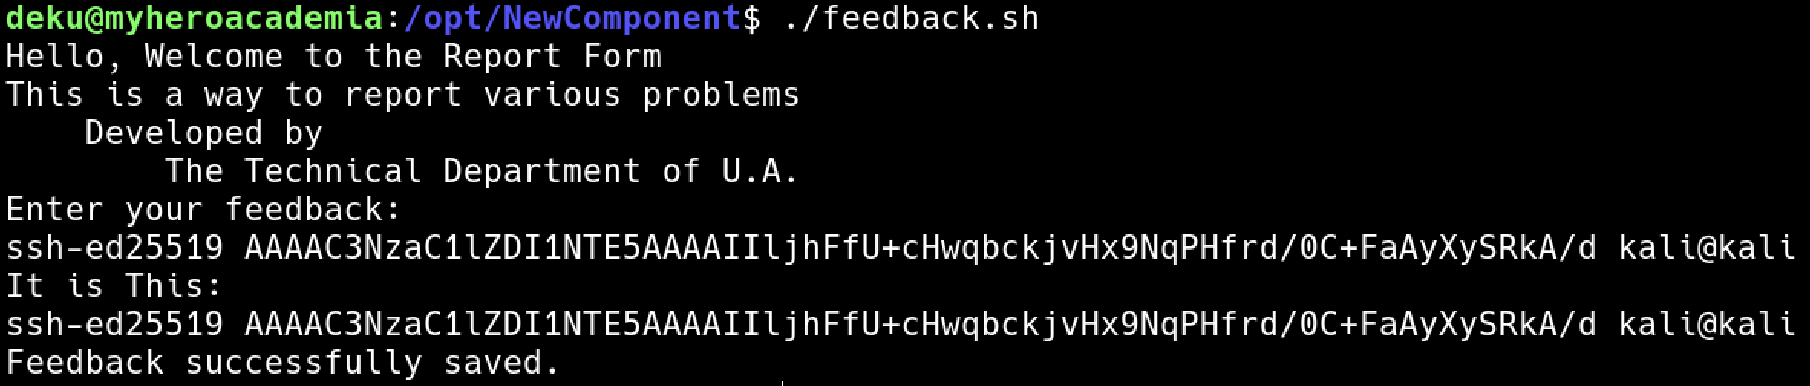 deku@myheroacademia:/opt/NewComponent$ ./feedback.sh
Hello, Welcome to the Report Form
This is a way to report various problems
    Developed by
        The Technical Department of U.A.
Enter your feedback:
ssh-ed25519 AAAAC3NzaC1lZDI1NTE5AAAAIIljhFfU+cHwqbckjvHx9NqPHfrd/0C+FaAyXySRkA/d kali@kali
It is This:
ssh-ed25519 AAAAC3NzaC1lZDI1NTE5AAAAIIljhFfU+cHwqbckjvHx9NqPHfrd/0C+FaAyXySRkA/d kali@kali
Feedback successfully saved.